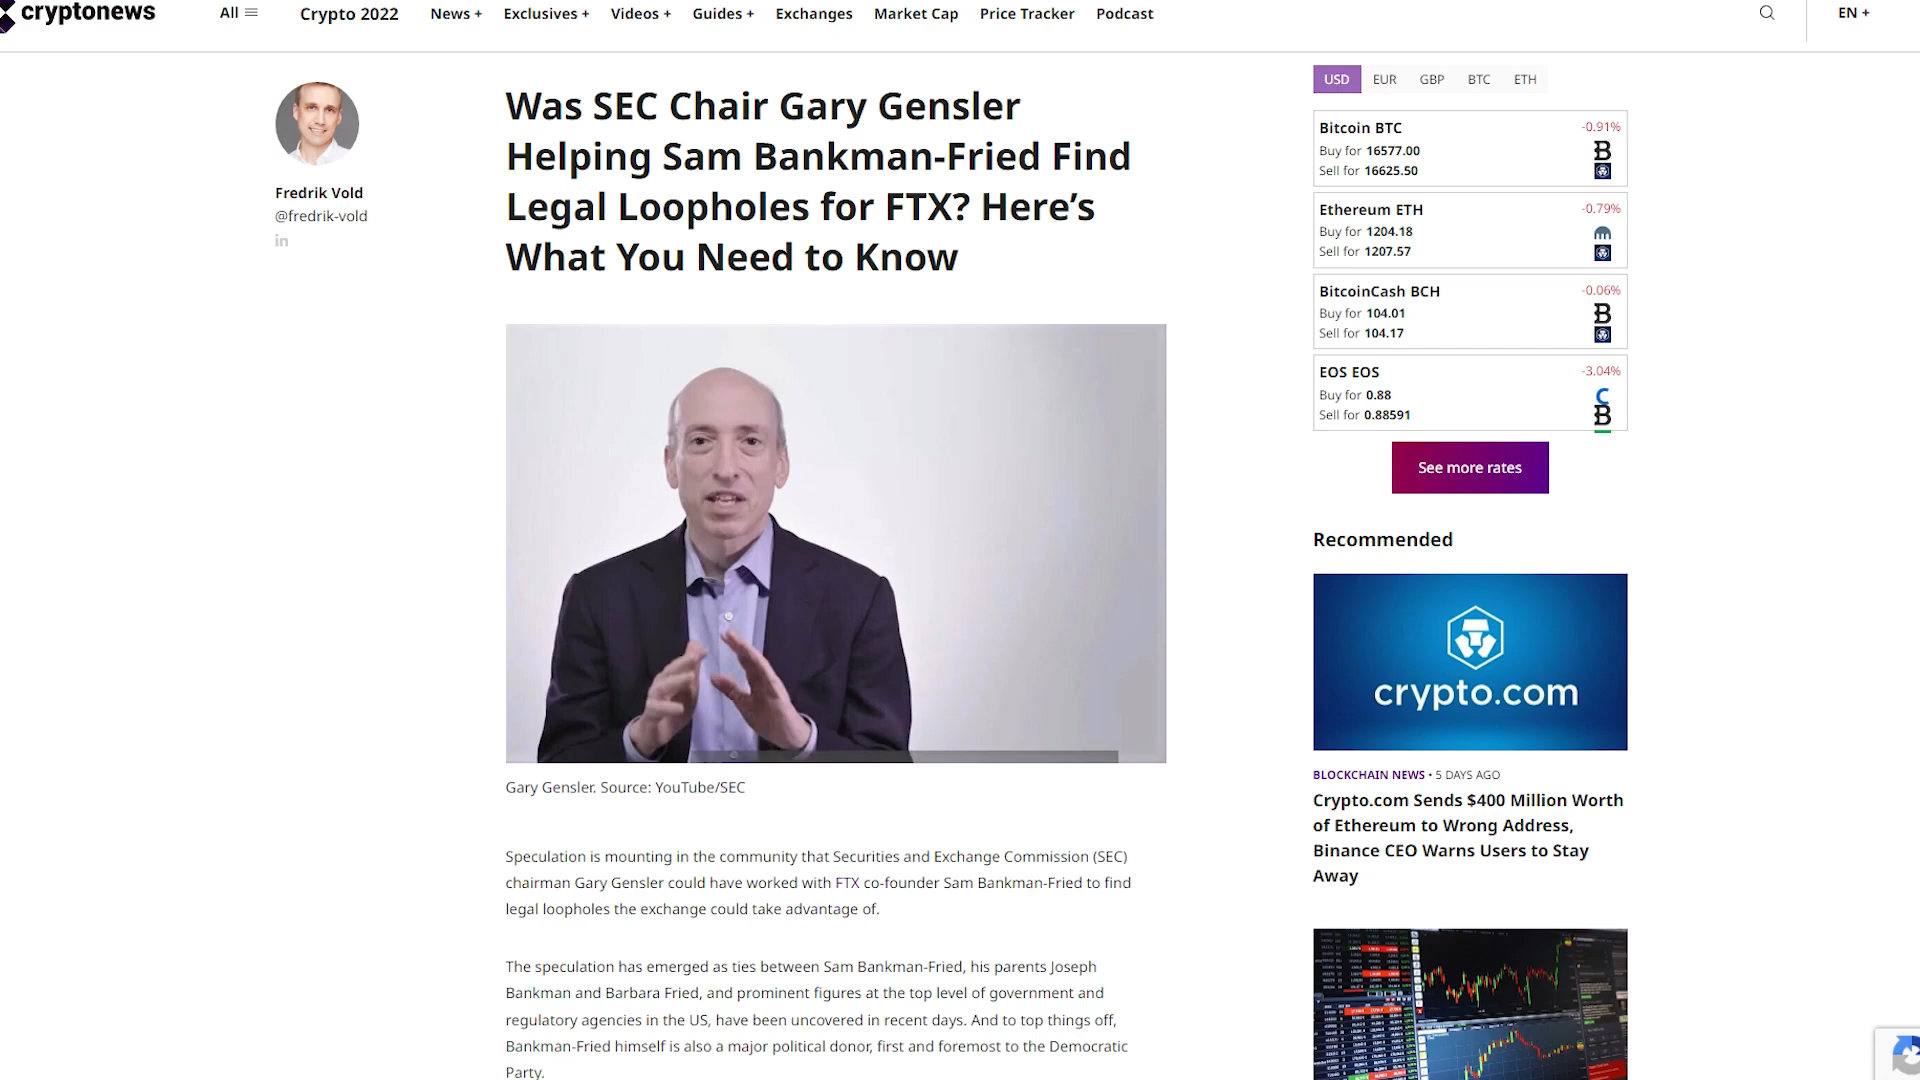 cryptonews
All
Crypto 2022
News +
Exclusives +
Videos +
Guides +
Exchanges
Market Cap
Price Tracker
Podcast
EN +
Fredrik Vold
@fredrik-vold
in
Was SEC Chair Gary Gensler
Helping Sam Bankman-Fried Find
Legal Loopholes for FTX? Here’s
What You Need to Know
Gary Gensler. Source: YouTube/SEC
Speculation is mounting in the community that Securities and Exchange Commission (SEC)
chairman Gary Gensler could have worked with FTX co-founder Sam Bankman-Fried to find
legal loopholes the exchange could take advantage of.
The speculation has emerged as ties between Sam Bankman-Fried, his parents Joseph
Bankman and Barbara Fried, and prominent figures at the top level of government and
regulatory agencies in the US, have been uncovered in recent days. And to top things off,
Bankman-Fried himself is also a major political donor, first and foremost to the Democratic
Party.
USD EUR GBP BTC ETH
Bitcoin BTC -0.91%
Buy for 16577.00
Sell for 16625.50
Ethereum ETH -0.79%
Buy for 1204.18
Sell for 1207.57
BitcoinCash BCH -0.06%
Buy for 104.01
Sell for 104.17
EOS EOS -3.04%
Buy for 0.88
Sell for 0.88591
See more rates
Recommended
crypto.com
BLOCKCHAIN NEWS • 5 DAYS AGO
Crypto.com Sends $400 Million Worth
of Ethereum to Wrong Address,
Binance CEO Warns Users to Stay
Away